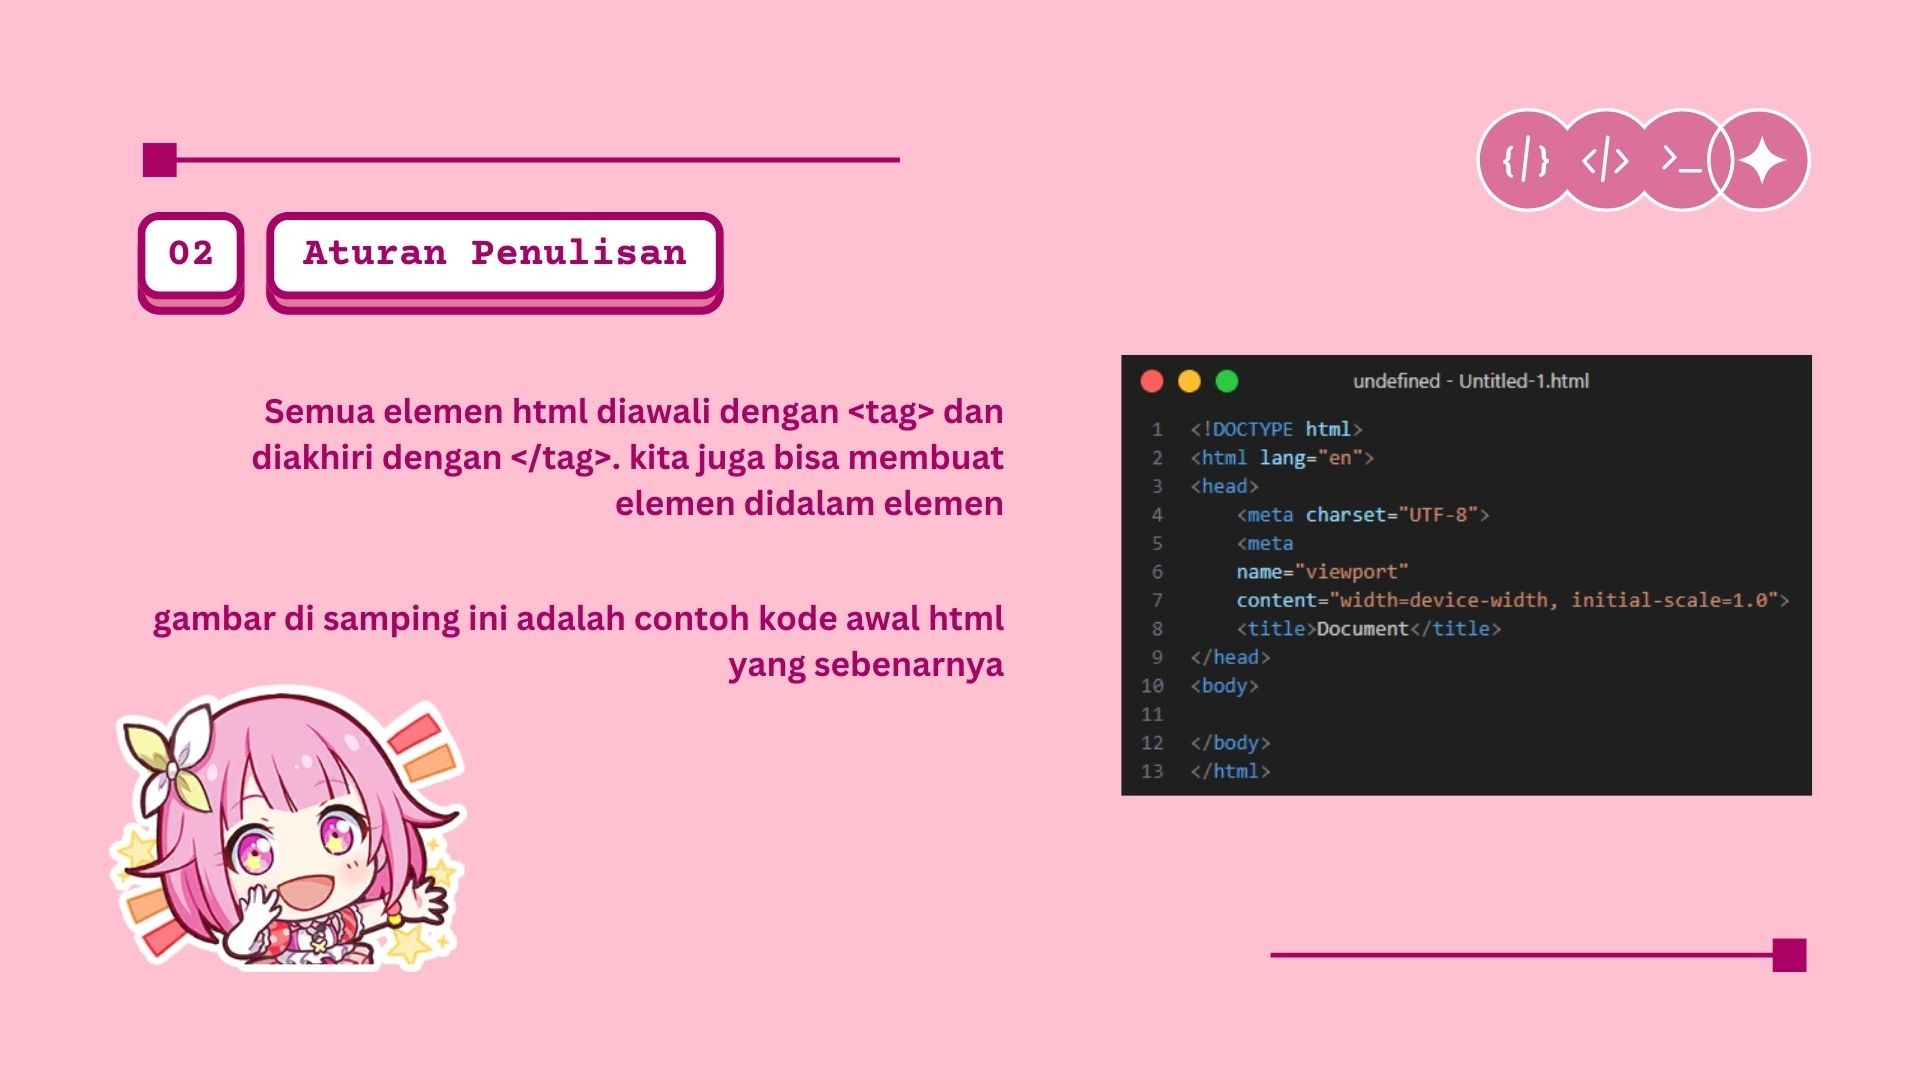 02
Aturan Penulisan
Semua elemen html diawali dengan <tag> dan
diakhiri dengan </tag>. kita juga bisa membuat
elemen didalam elemen
gambar di samping ini adalah contoh kode awal html
yang sebenarnya
{/}
</>
>_
undefined - Untitled-1.html
1 <!DOCTYPE html>
2 <html lang="en">
3 <head>
4     <meta charset="UTF-8">
5     <meta
6     name="viewport"
7     content="width=device-width, initial-scale=1.0">
8     <title>Document</title>
9 </head>
10 <body>
11
12 </body>
13 </html>